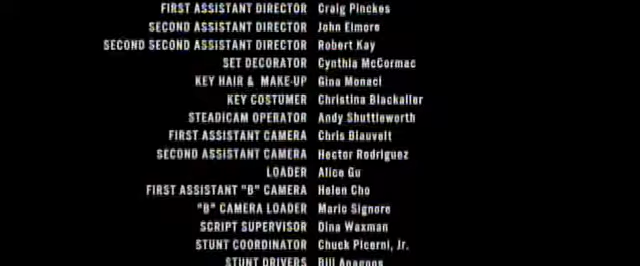 FIRST ASSISTANT DIRECTOR Craig Pinckes
SECOND ASSISTANT DIRECTOR John Elmore
SECOND SECOND ASSISTANT DIRECTOR Robert Kay
SET DECORATOR Cynthia McCormac
KEY HAIR & MAKE-UP Gina Monaci
KEY COSTUMER Christina Blackaller
STEADICAM OPERATOR Andy Shuttleworth
FIRST ASSISTANT CAMERA Chris Blauvelt
SECOND ASSISTANT CAMERA Hector Rodriguez
LOADER Alice Gu
FIRST ASSISTANT "B" CAMERA Helen Cho
"B" CAMERA LOADER Mario Signore
SCRIPT SUPERVISOR Dina Waxman
STUNT COORDINATOR Chuck Picerni, Jr.
STUNT DRIVERS Bill Anagnos